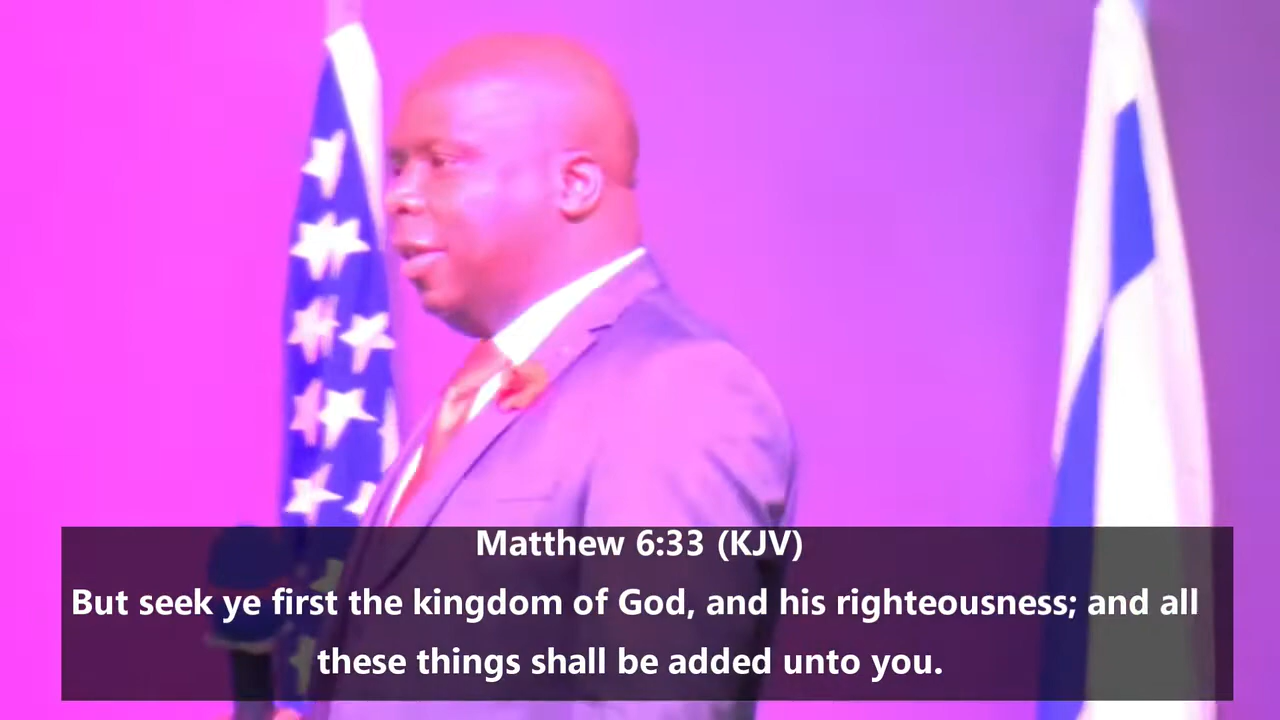 Matthew 6:33 (KJV)
But seek ye first the kingdom of God, and his righteousness; and all
these things shall be added unto you.